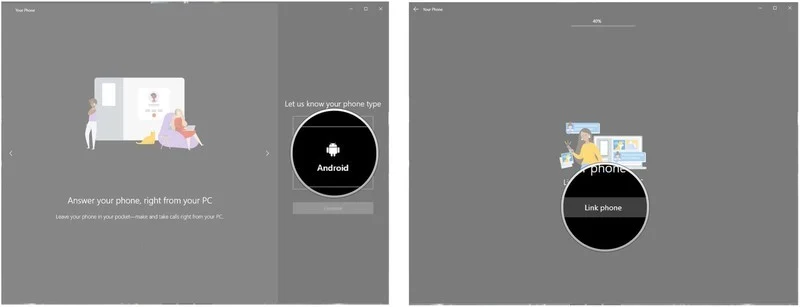 Your Phone
Let us know your phone type
Android
Continue
Answer your phone, right from your PC
Leave your phone in your pocket—make and take calls right from your PC.
Your Phone
40%
phone
Link phone